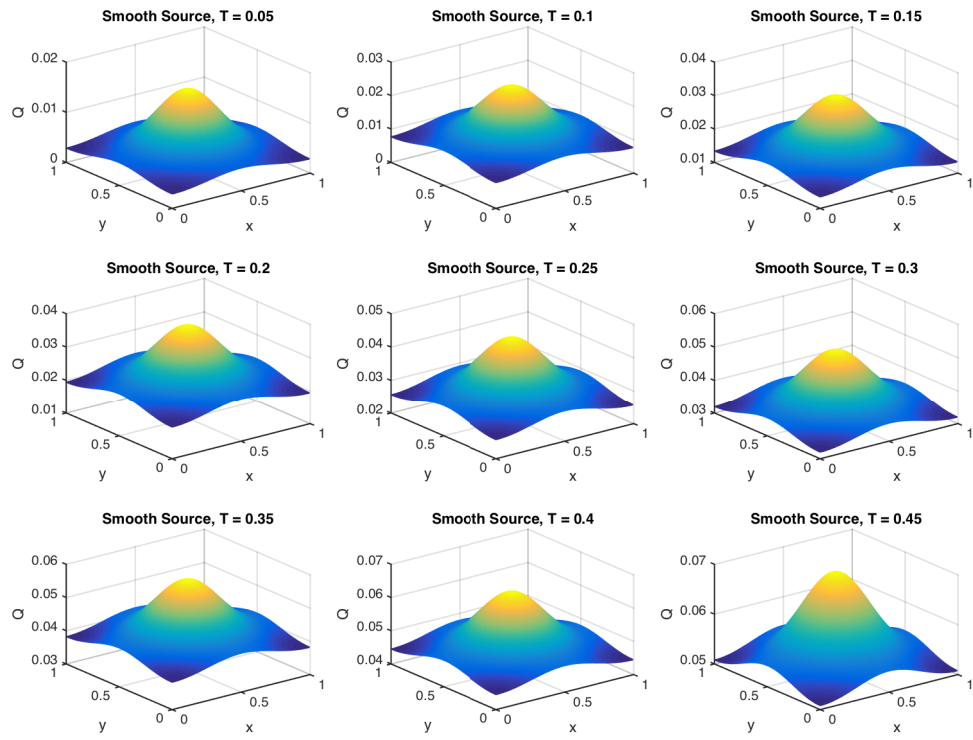 Smooth Source, T = 0.05
0.02
0.01
0
Q
1
0.5
0
y
0
0.5
1
x
Smooth Source, T = 0.1
0.03
0.02
0.01
0
Q
1
0.5
0
y
0
0.5
1
x
Smooth Source, T = 0.15
0.04
0.03
0.02
0.01
Q
1
0.5
0
y
0
0.5
1
x
Smooth Source, T = 0.2
0.04
0.03
0.02
0.01
Q
1
0.5
0
y
0
0.5
1
x
Smooth Source, T = 0.25
0.05
0.04
0.03
0.02
Q
1
0.5
0
y
0
0.5
1
x
Smooth Source, T = 0.3
0.06
0.05
0.04
0.03
Q
1
0.5
0
y
0
0.5
1
x
Smooth Source, T = 0.35
0.06
0.05
0.04
0.03
Q
1
0.5
0
y
0
0.5
1
x
Smooth Source, T = 0.4
0.07
0.06
0.05
0.04
Q
1
0.5
0
y
0
0.5
1
x
Smooth Source, T = 0.45
0.07
0.06
0.05
Q
1
0.5
0
y
0
0.5
1
x